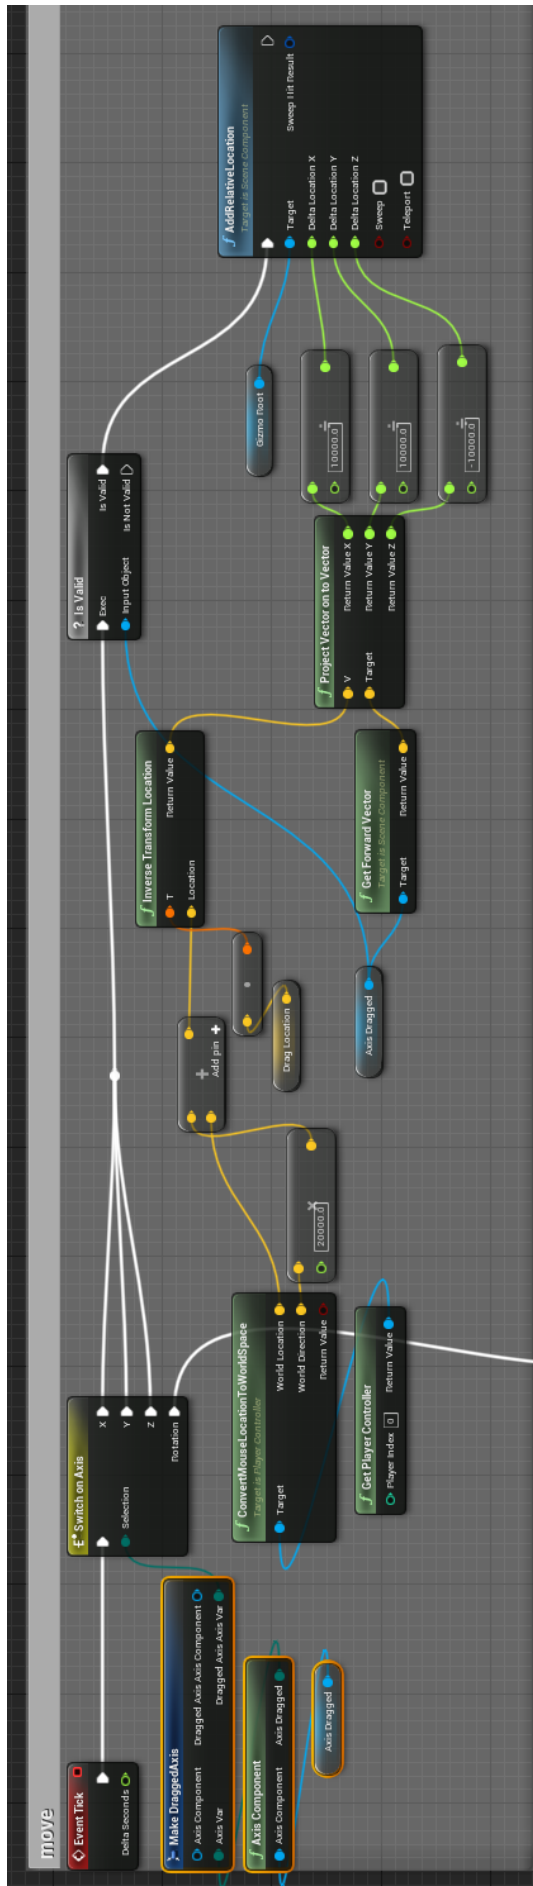 move
Event Tick
Delta Seconds
Make DraggedAxis
Axis Component
Dragged Axis Axis Component
Axis Var
Dragged Axis Axis Var
Axis Component
Axis Component
Axis Dragged
Axis Dragged
Switch on Axis
Selection
X
Y
Z
Rotation
ConvertMouseLocationToWorldSpace
Target is Player Controller
Target
World Location
World Direction
Return Value
Get Player Controller
Player Index
0
Return Value
20000.0
Add pin
Drag Location
Axis Dragged
Inverse Transform Location
T
Location
Return Value
Get Forward Vector
Target is Scene Component
Target
Return Value
? Is Valid
Exec
Is Valid
Input Object
Is Not Valid
Project Vector on to Vector
V
Return Value X
Target
Return Value Y
Return Value Z
10000.0
10000.0
-10000.0
Gizmo Root
AddRelativeLocation
Target is Scene Component
Target
Sweep Hit Result
Delta Location X
Delta Location Y
Delta Location Z
Sweep
Teleport